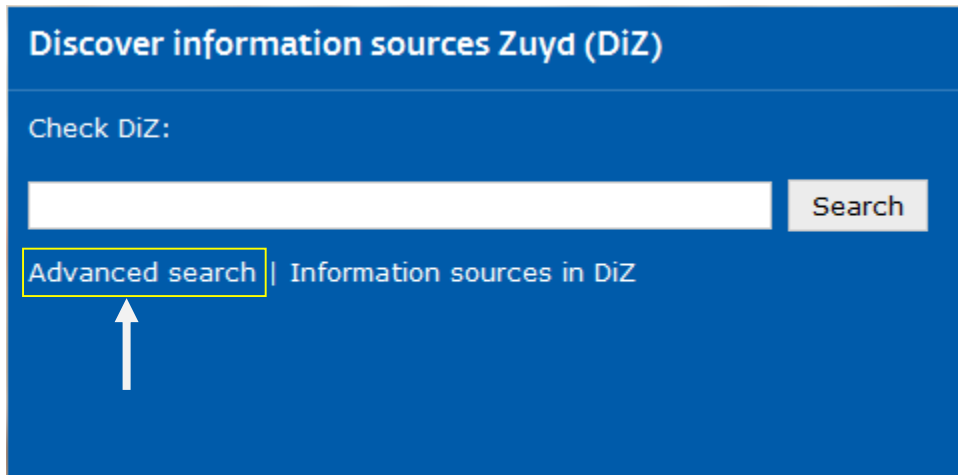 Discover information sources Zuyd (DiZ)
Check DiZ:
Search
Advanced search | Information sources in DiZ